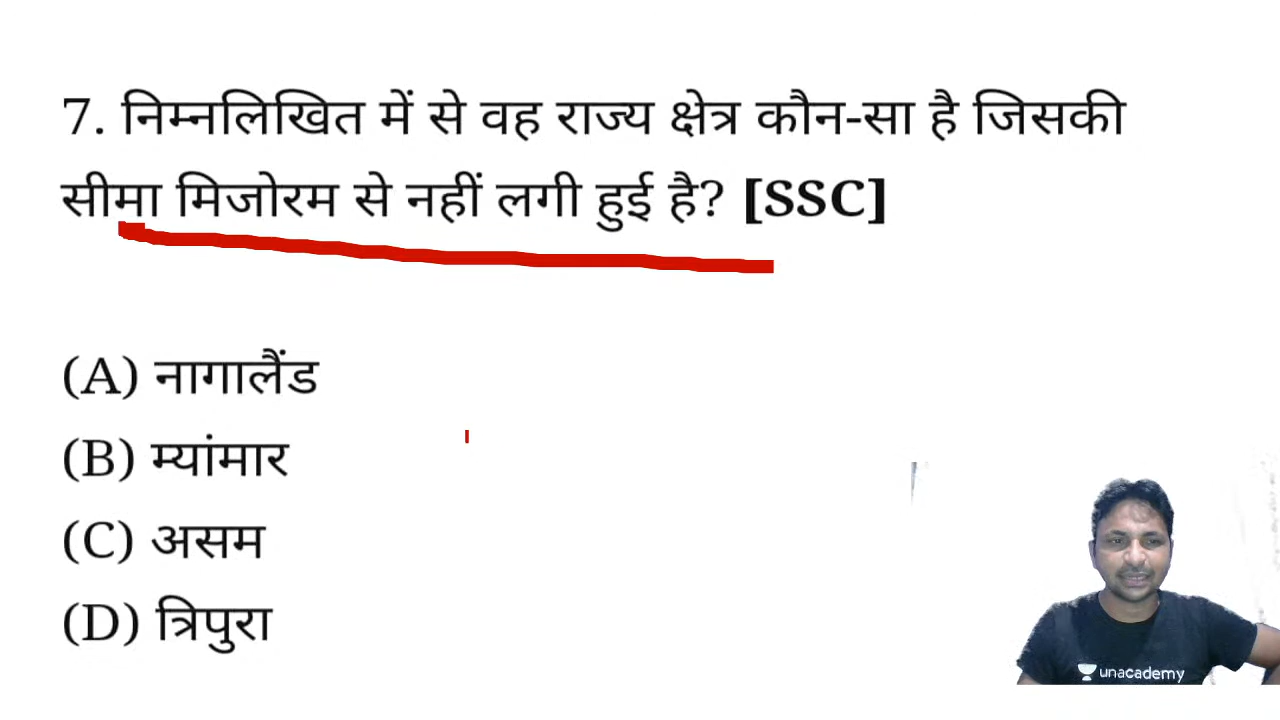 7. निम्नलिखित में से वह राज्य क्षेत्र कौन-सा है जिसकी
सीमा मिजोरम से नहीं लगी हुई है? [SSC]
(A) नागालैंड
(B) म्यांमार
(C) असम
(D) त्रिपुरा
unacademy